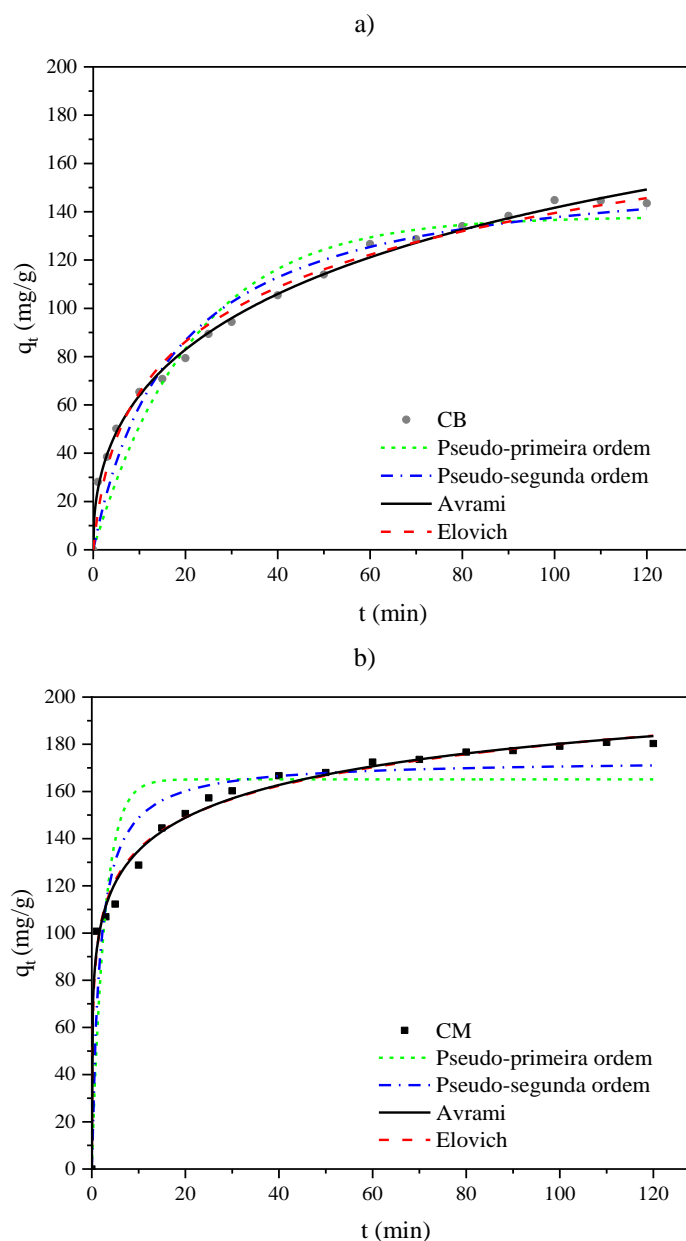 a)
200
180
160
140
120
100
80
60
40
20
0
qt (mg/g)
CB
Pseudo-primeira ordem
Pseudo-segunda ordem
Avrami
Elovich
0 20 40 60 80 100 120
t (min)
b)
200
180
160
140
120
100
80
60
40
20
0
qt (mg/g)
CM
Pseudo-primeira ordem
Pseudo-segunda ordem
Avrami
Elovich
0 20 40 60 80 100 120
t (min)